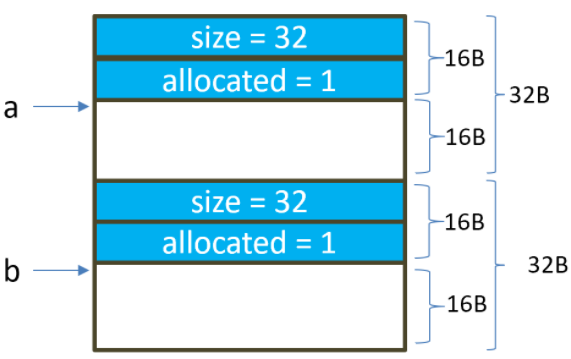 size = 32
16B
allocated = 1
32B
a
16B
size = 32
16B
allocated = 1
32B
b
16B